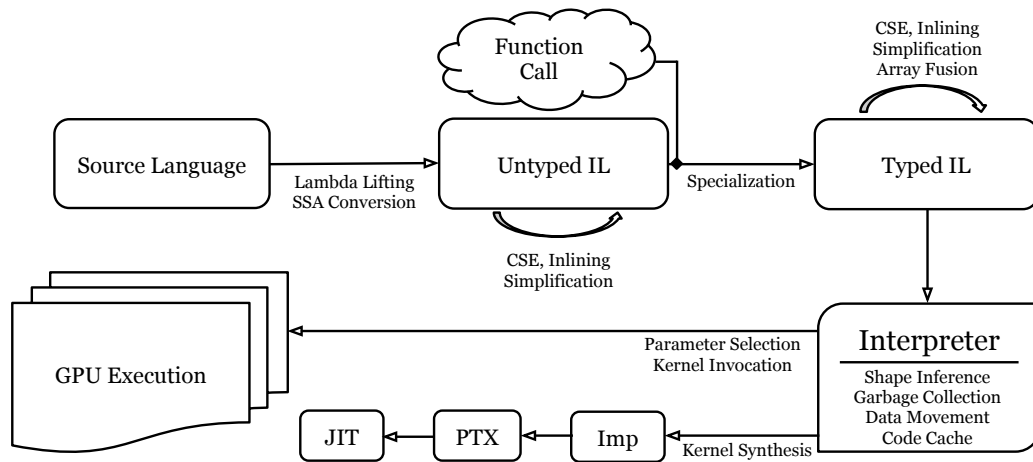 Function
Call
CSE, Inlining
Simplification
Array Fusion
Source Language
Lambda Lifting
SSA Conversion
Untyped IL
Specialization
Typed IL
CSE, Inlining
Simplification
GPU Execution
Parameter Selection
Kernel Invocation
Interpreter
Shape Inference
Garbage Collection
Data Movement
Code Cache
JIT
PTX
Imp
Kernel Synthesis